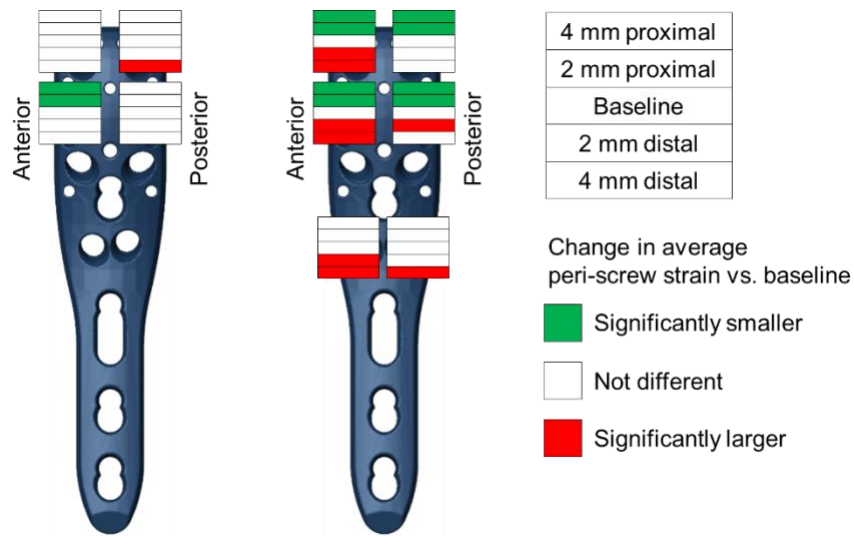 Anterior
Posterior
Anterior
Posterior
4 mm proximal
2 mm proximal
Baseline
2 mm distal
4 mm distal
Change in average
peri-screw strain vs. baseline
Significantly smaller
Not different
Significantly larger